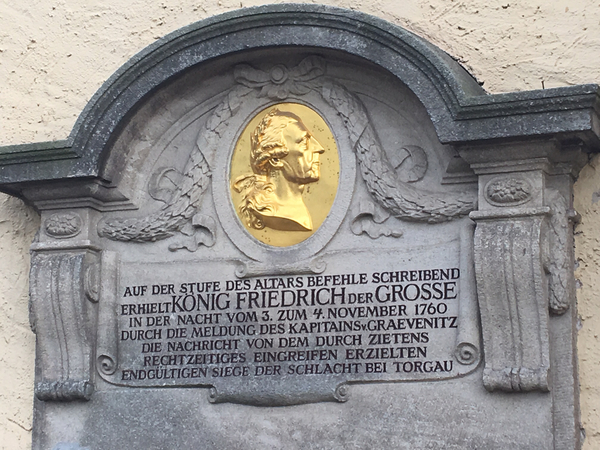 AUF DER STUFE DES ALTARS BEFEHLE SCHREIBEND
ERHIELT KÖNIG FRIEDRICH DER GROSSE
IN DER NACHT VOM 3. ZUM 4. NOVEMBER 1760
DURCH DIE MELDUNG DES KAPITAINS V. GRAEVENITZ
DIE NACHRICHT VON DEM DURCH ZIETENS
RECHTZEITIGES EINGREIFEN ERZIELTEN
ENDGÜLTIGEN SIEGE DER SCHLACHT BEI TORGAU